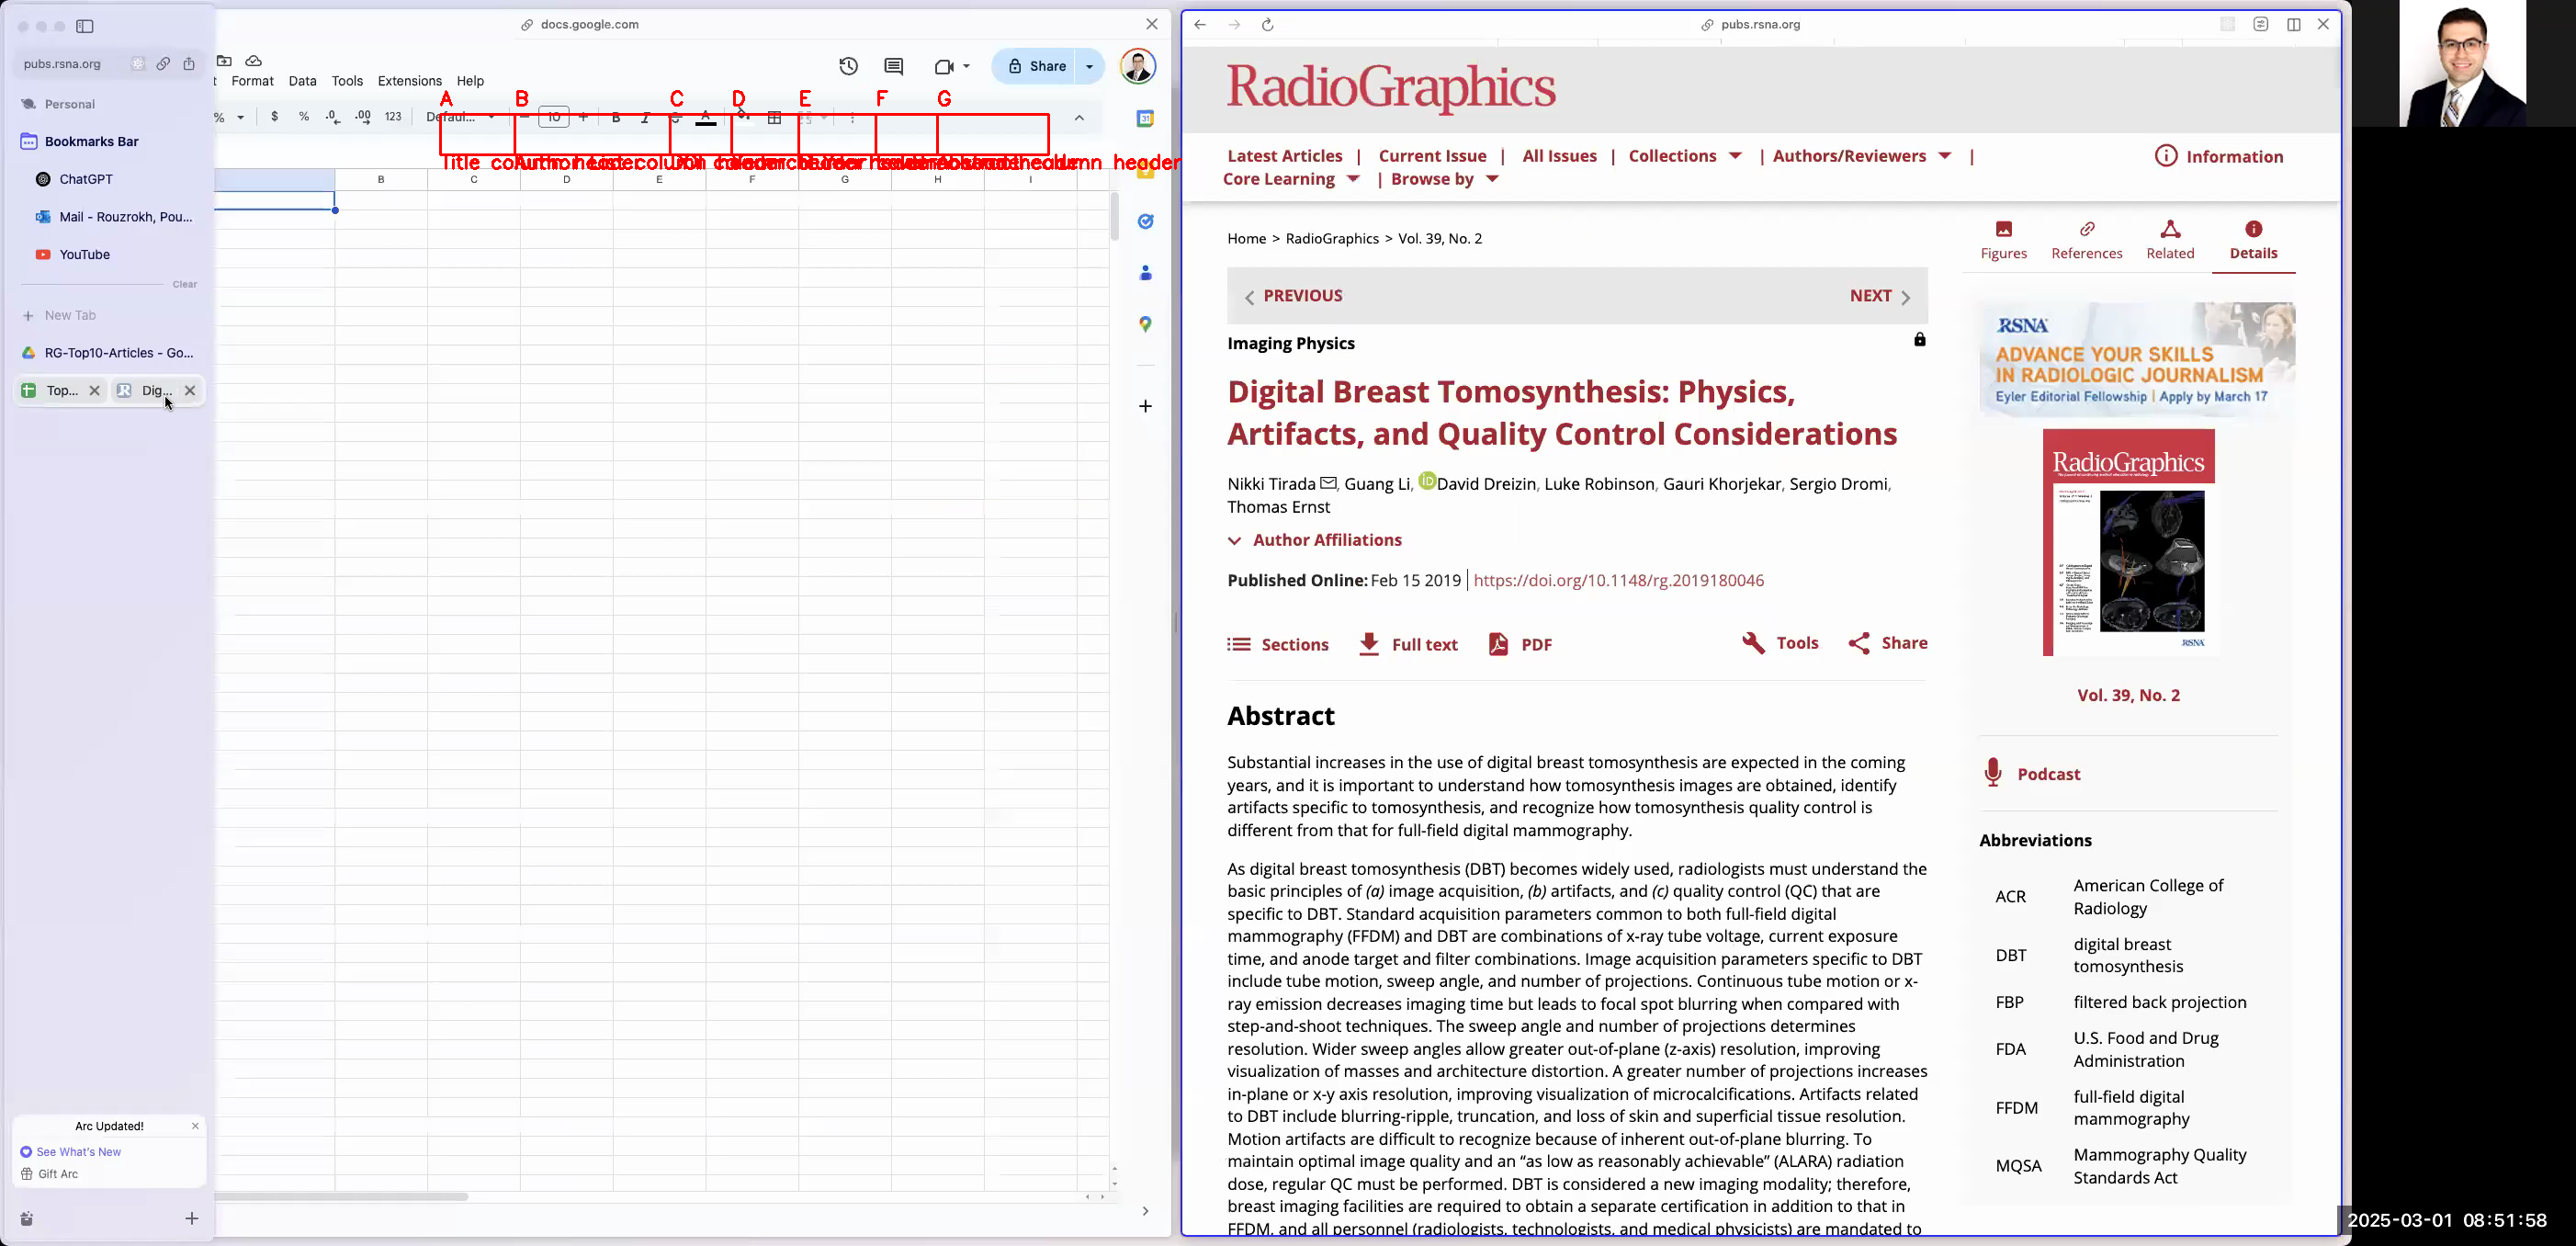 pubs.rsna.org
Personal
Bookmarks Bar
ChatGPT
Mail - Rouzrokh, Pou...
YouTube
Clear
New Tab
RG-Top10-Articles - Go...
Top...
Dig...
Arc Updated!
See What's New
Gift Arc
docs.google.com
Format Data Tools Extensions Help
Share
% $ % .0 .00 123 Defaul... 10 B I A
A B C D E F G
Title column header
B C D E F G H I
pubs.rsna.org
RadioGraphics
Latest Articles | Current Issue | All Issues | Collections | Authors/Reviewers |
Core Learning | Browse by
Information
Home > RadioGraphics > Vol. 39, No. 2
PREVIOUS NEXT
Imaging Physics
Digital Breast Tomosynthesis: Physics,
Artifacts, and Quality Control Considerations
Nikki Tirada, Guang Li, iD David Dreizin, Luke Robinson, Gauri Khorjekar, Sergio Dromi,
Thomas Ernst
Author Affiliations
Published Online: Feb 15 2019 | https://doi.org/10.1148/rg.2019180046
Sections Full text PDF Tools Share
Abstract
Substantial increases in the use of digital breast tomosynthesis are expected in the coming
years, and it is important to understand how tomosynthesis images are obtained, identify
artifacts specific to tomosynthesis, and recognize how tomosynthesis quality control is
different from that for full-field digital mammography.
As digital breast tomosynthesis (DBT) becomes widely used, radiologists must understand the
basic principles of (a) image acquisition, (b) artifacts, and (c) quality control (QC) that are
specific to DBT. Standard acquisition parameters common to both full-field digital
mammography (FFDM) and DBT are combinations of x-ray tube voltage, current exposure
time, and anode target and filter combinations. Image acquisition parameters specific to DBT
include tube motion, sweep angle, and number of projections. Continuous tube motion or x-
ray emission decreases imaging time but leads to focal spot blurring when compared with
step-and-shoot techniques. The sweep angle and number of projections determines
resolution. Wider sweep angles allow greater out-of-plane (z-axis) resolution, improving
visualization of masses and architecture distortion. A greater number of projections increases
in-plane or x-y axis resolution, improving visualization of microcalcifications. Artifacts related
to DBT include blurring-ripple, truncation, and loss of skin and superficial tissue resolution.
Motion artifacts are difficult to recognize because of inherent out-of-plane blurring. To
maintain optimal image quality and an “as low as reasonably achievable” (ALARA) radiation
dose, regular QC must be performed. DBT is considered a new imaging modality; therefore,
breast imaging facilities are required to obtain a separate certification in addition to that in
FFDM, and all personnel (radiologists, technologists, and medical physicists) are mandated to
Figures References Related Details
RSNA
ADVANCE YOUR SKILLS
IN RADIOLOGIC JOURNALISM
Eyler Editorial Fellowship | Apply by March 17
RadioGraphics
RSNA
Vol. 39, No. 2
Podcast
Abbreviations
ACR American College of
Radiology
DBT digital breast
tomosynthesis
FBP filtered back projection
FDA U.S. Food and Drug
Administration
FFDM full-field digital
mammography
MQSA Mammography Quality
Standards Act
2025-03-01 08:51:58